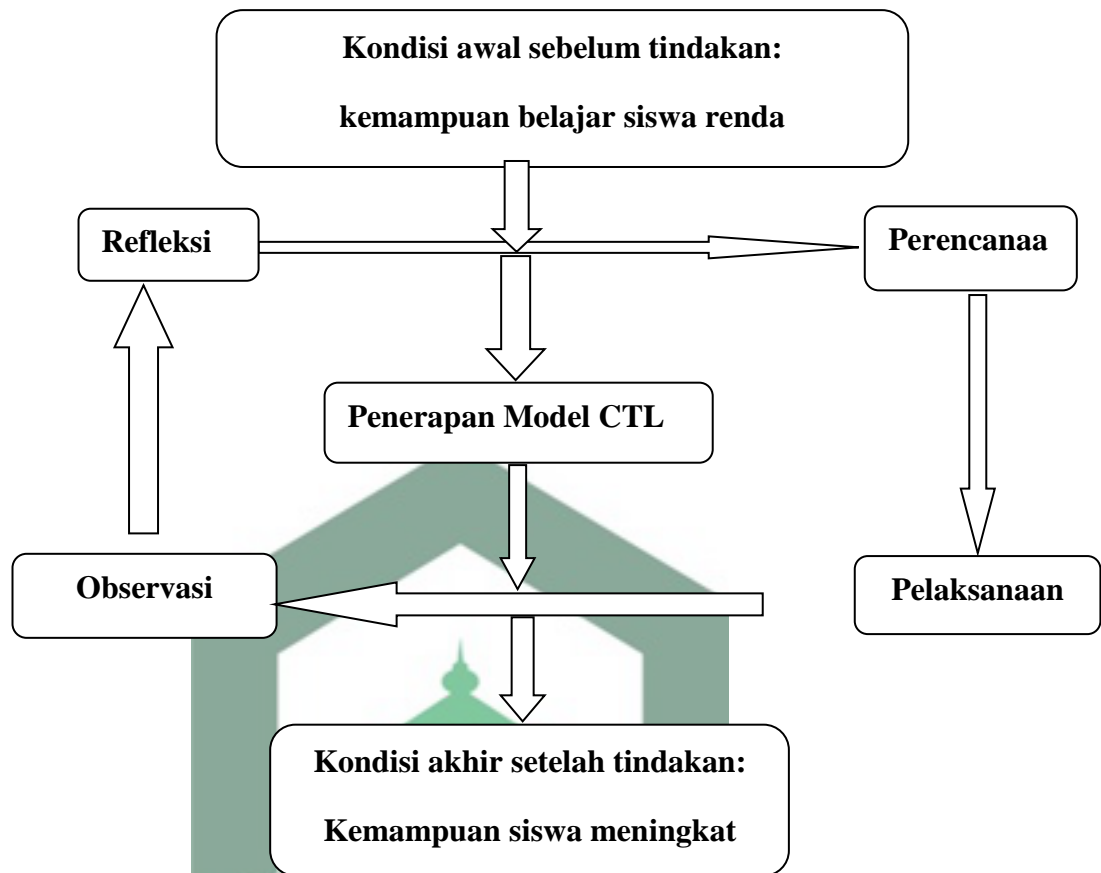 Kondisi awal sebelum tindakan:
kemampuan belajar siswa renda
Refleksi
Perencanaa
Penerapan Model CTL
Observasi
Pelaksanaan
Kondisi akhir setelah tindakan:
Kemampuan siswa meningkat